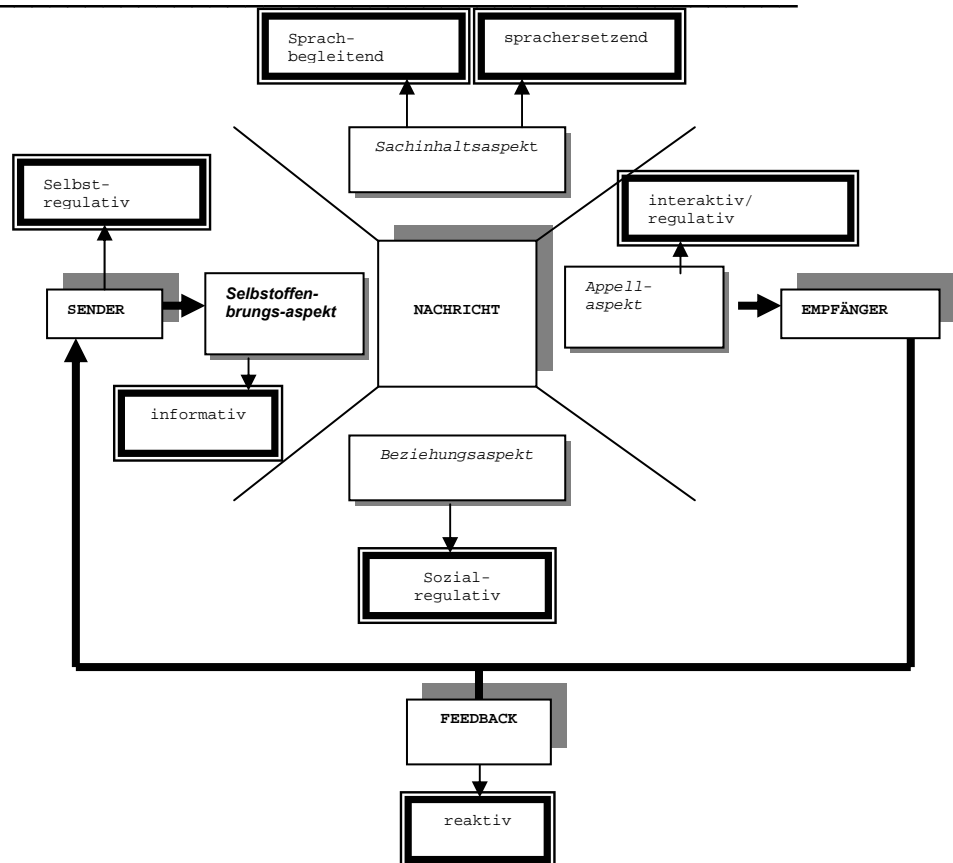 Sprach-
begleitend
sprachersetzend
Sachinhaltsaspekt
Selbst-
regulativ
interaktiv/
regulativ
SENDER
Selbstoffen-
brungs-aspekt
NACHRICHT
Appell-
aspekt
EMPFÄNGER
informativ
Beziehungsaspekt
Sozial-
regulativ
FEEDBACK
reaktiv